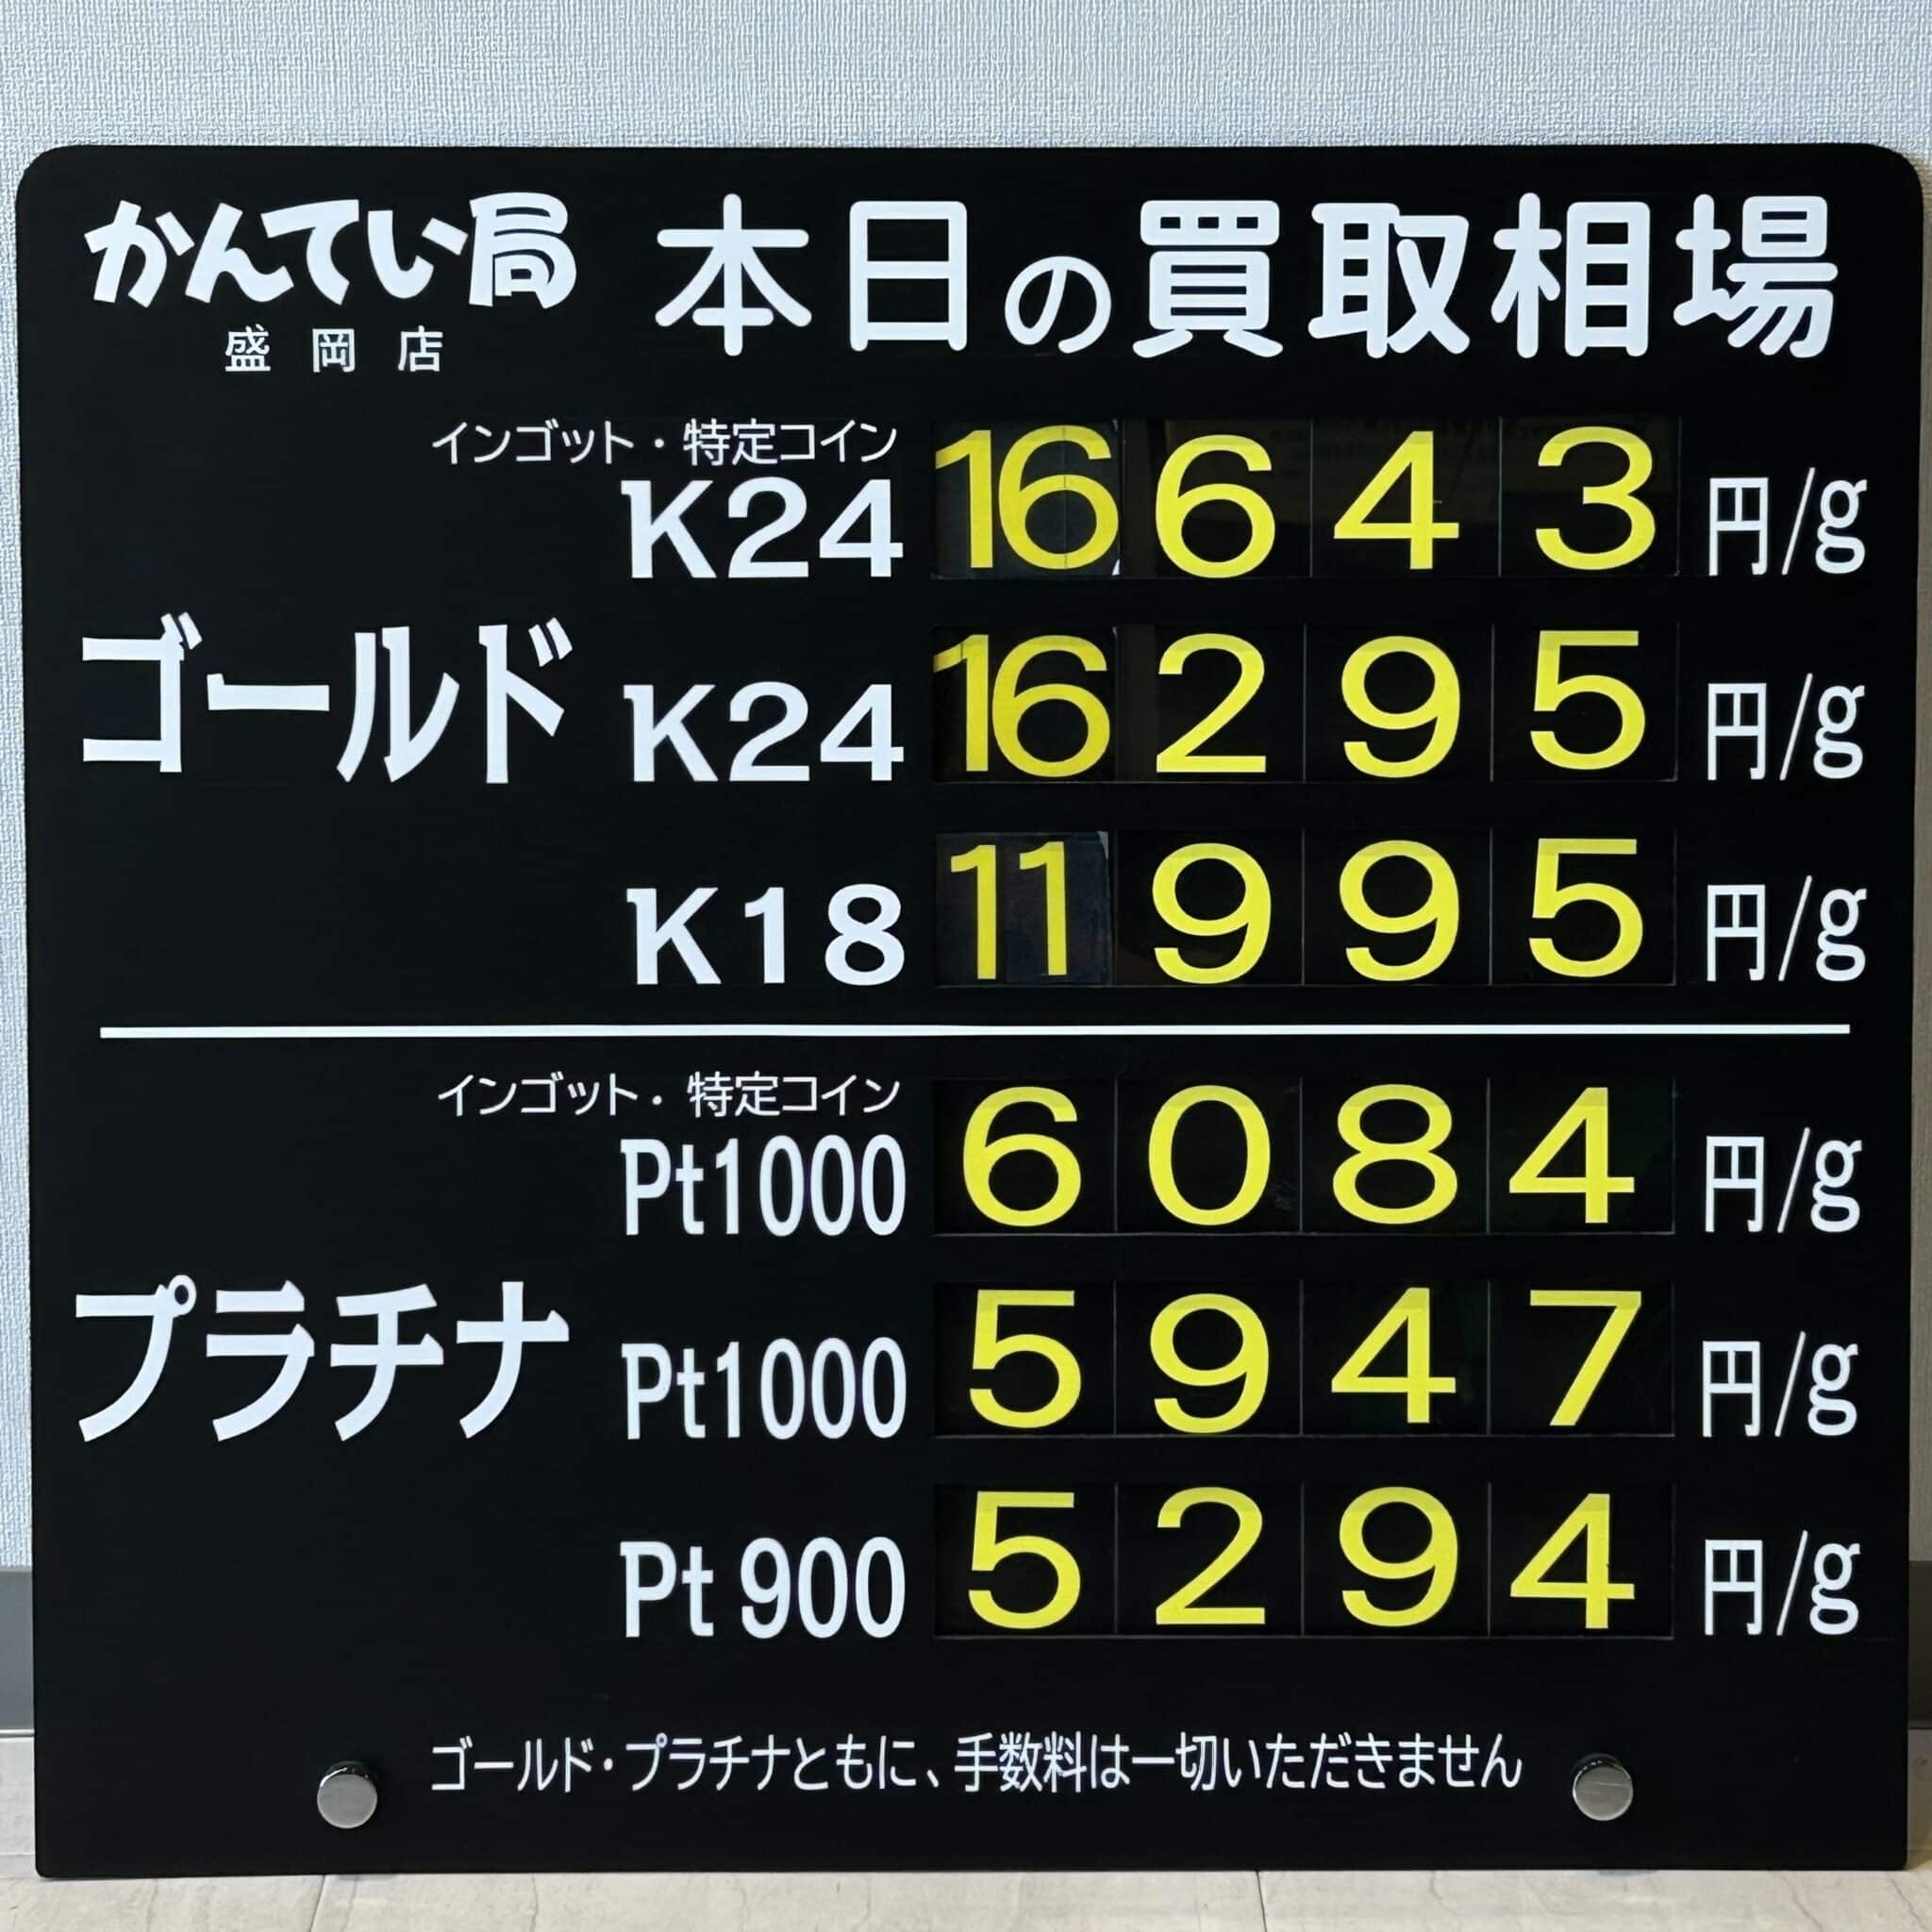 かんてい局 本日の買取相場
盛岡店
インゴット・特定コイン
K24 16643 円/g
ゴールド K24 16295 円/g
K18 11995 円/g
インゴット・特定コイン
Pt1000 6084 円/g
プラチナ Pt1000 5947 円/g
Pt 900 5294 円/g
ゴールド・プラチナともに、手数料は一切いただきません